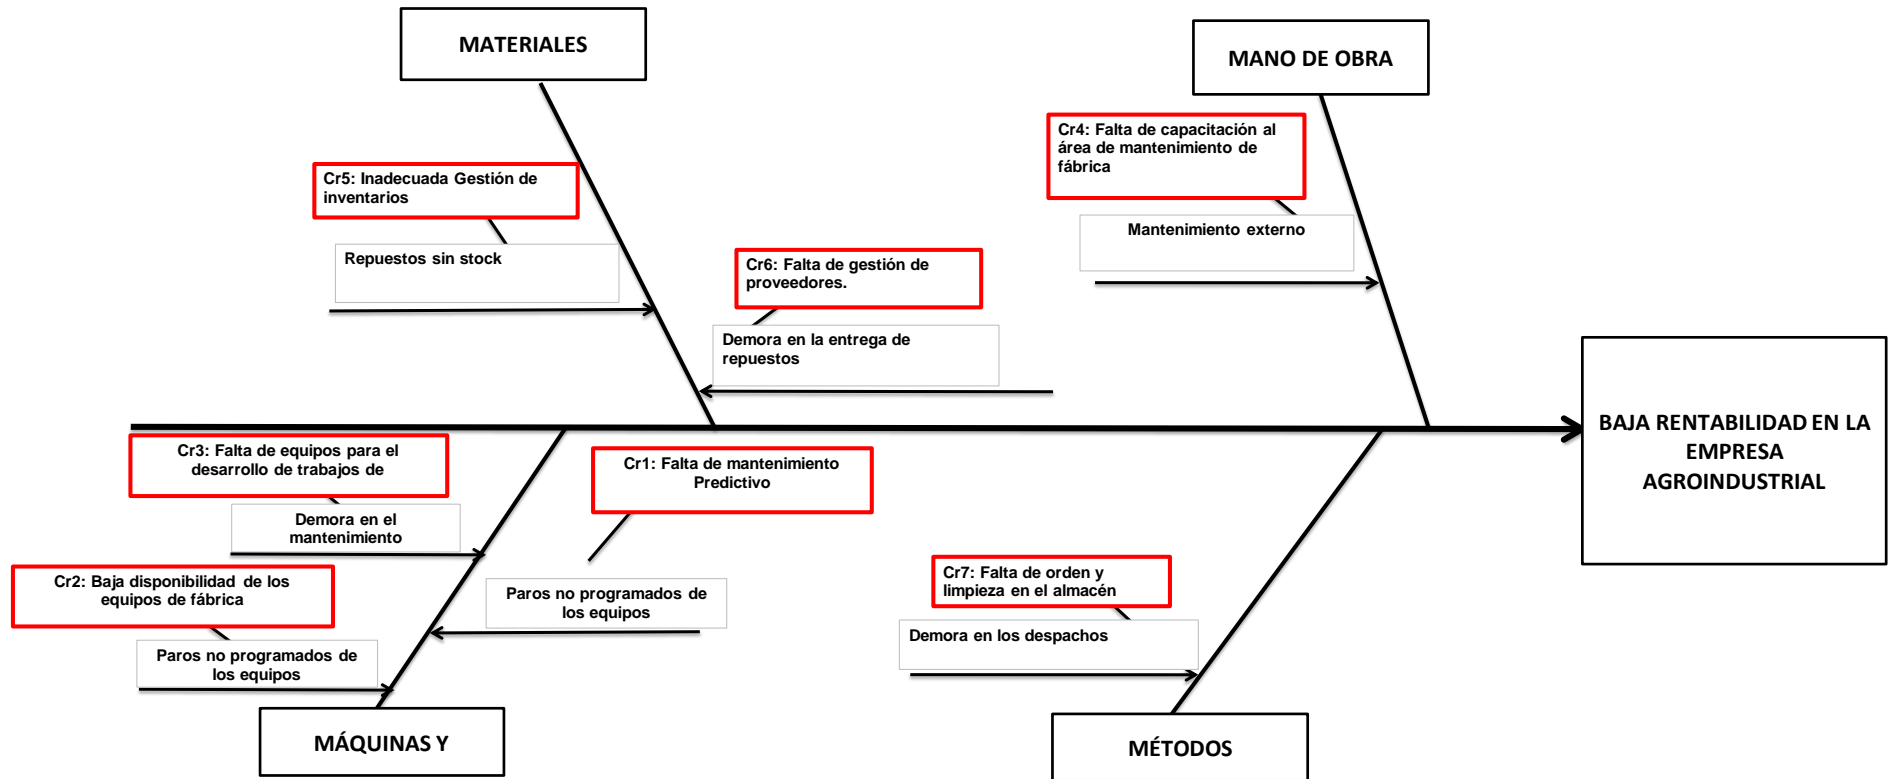 MATERIALES
MANO DE OBRA
Cr4: Falta de capacitación al
área de mantenimiento de
fábrica
Cr5: Inadecuada Gestión de
inventarios
Mantenimiento externo
Repuestos sin stock
Cr6: Falta de gestión de
proveedores.
Demora en la entrega de
repuestos
BAJA RENTABILIDAD EN LA
EMPRESA
AGROINDUSTRIAL
Cr3: Falta de equipos para el
desarrollo de trabajos de
Cr1: Falta de mantenimiento
Predictivo
Demora en el
mantenimiento
Cr2: Baja disponibilidad de los
equipos de fábrica
Paros no programados de
los equipos
Cr7: Falta de orden y
limpieza en el almacén
Demora en los despachos
Paros no programados de
los equipos
MÁQUINAS Y
MÉTODOS